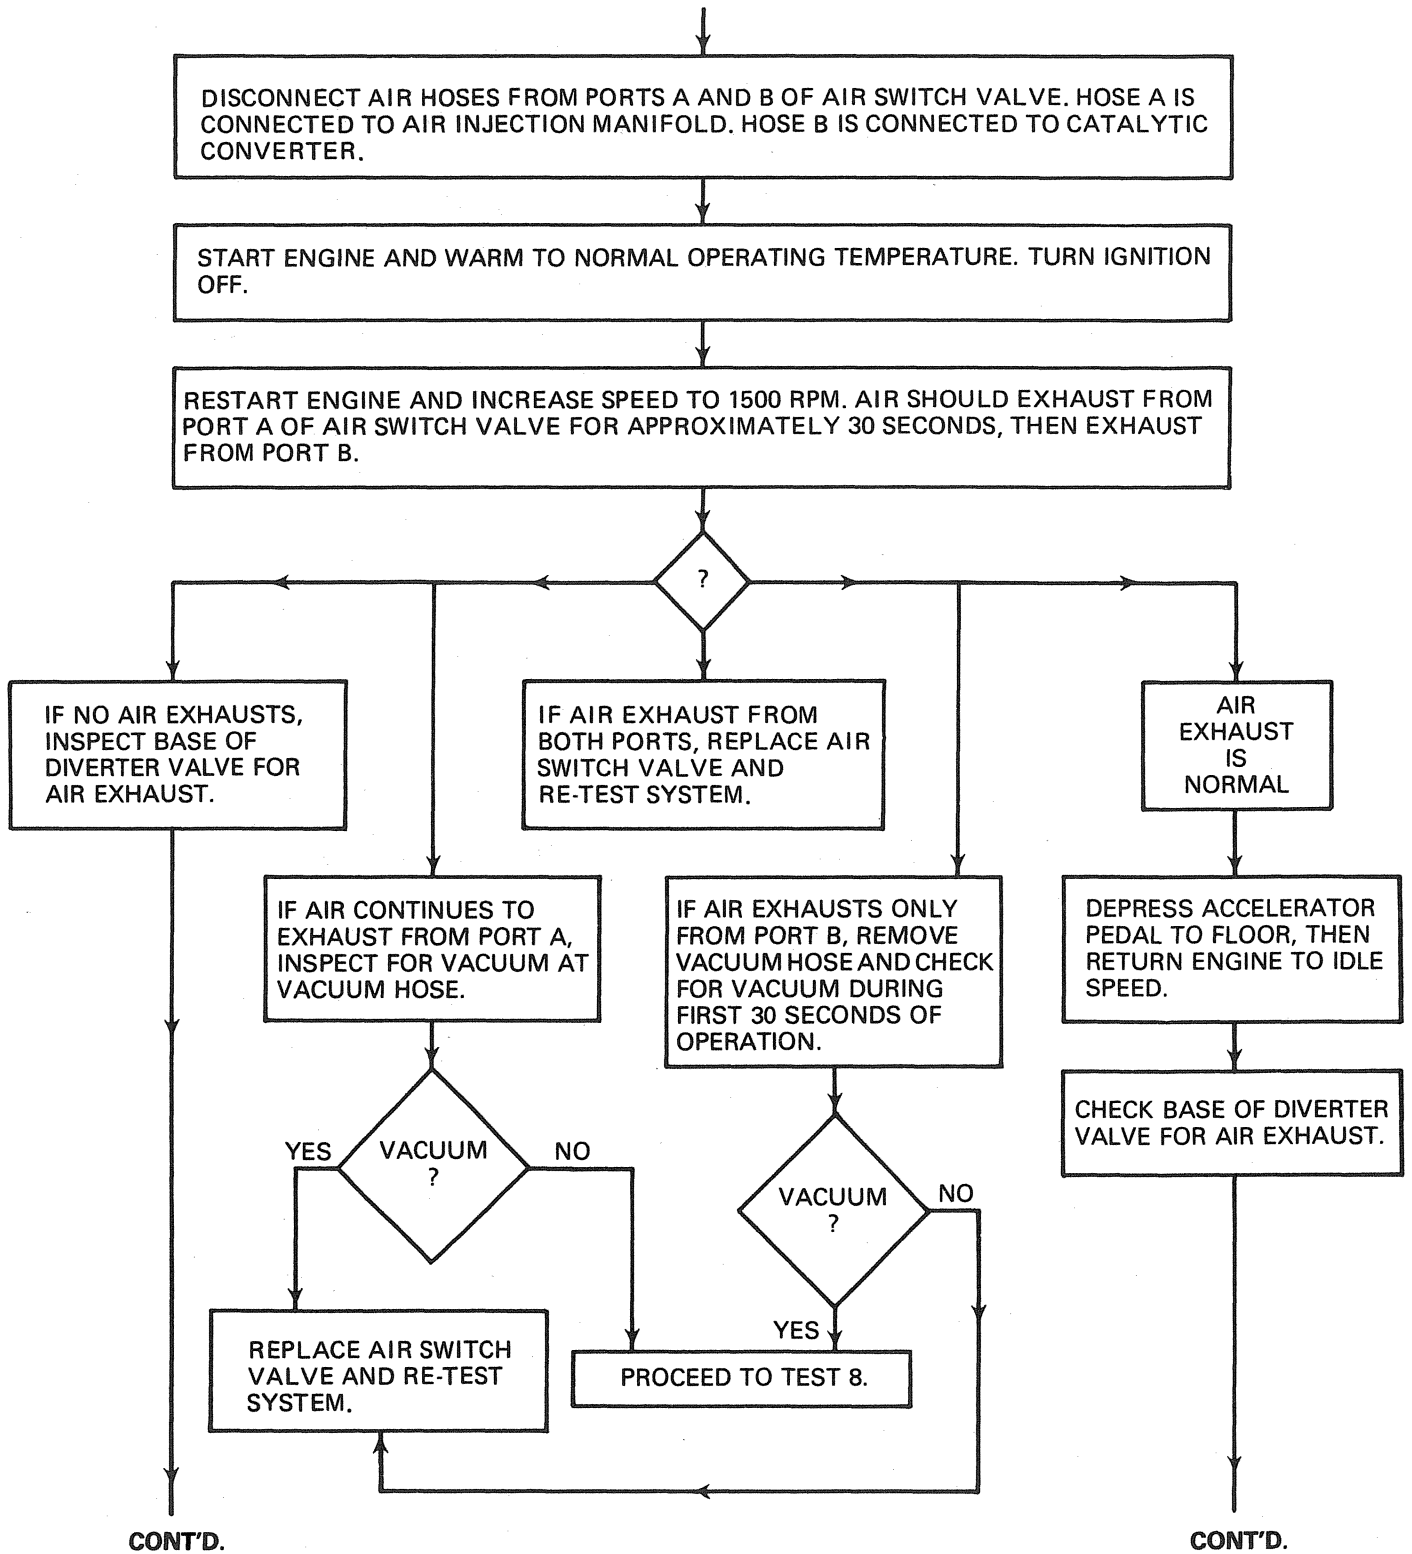 DISCONNECT AIR HOSES FROM PORTS A AND B OF AIR SWITCH VALVE. HOSE A IS
CONNECTED TO AIR INJECTION MANIFOLD. HOSE B IS CONNECTED TO CATALYTIC
CONVERTER.
START ENGINE AND WARM TO NORMAL OPERATING TEMPERATURE. TURN IGNITION
OFF.
RESTART ENGINE AND INCREASE SPEED TO 1500 RPM. AIR SHOULD EXHAUST FROM
PORT A OF AIR SWITCH VALVE FOR APPROXIMATELY 30 SECONDS, THEN EXHAUST
FROM PORT B.
?
IF NO AIR EXHAUSTS,
INSPECT BASE OF
DIVERTER VALVE FOR
AIR EXHAUST.
IF AIR EXHAUST FROM
BOTH PORTS, REPLACE AIR
SWITCH VALVE AND
RE-TEST SYSTEM.
AIR
EXHAUST
IS
NORMAL
IF AIR CONTINUES TO
EXHAUST FROM PORT A,
INSPECT FOR VACUUM AT
VACUUM HOSE.
IF AIR EXHAUSTS ONLY
FROM PORT B, REMOVE
VACUUM HOSE AND CHECK
FOR VACUUM DURING
FIRST 30 SECONDS OF
OPERATION.
DEPRESS ACCELERATOR
PEDAL TO FLOOR, THEN
RETURN ENGINE TO IDLE
SPEED.
CHECK BASE OF DIVERTER
VALVE FOR AIR EXHAUST.
YES
VACUUM
?
NO
VACUUM
?
NO
YES
REPLACE AIR SWITCH
VALVE AND RE-TEST
SYSTEM.
PROCEED TO TEST 8.
CONT'D.
CONT'D.